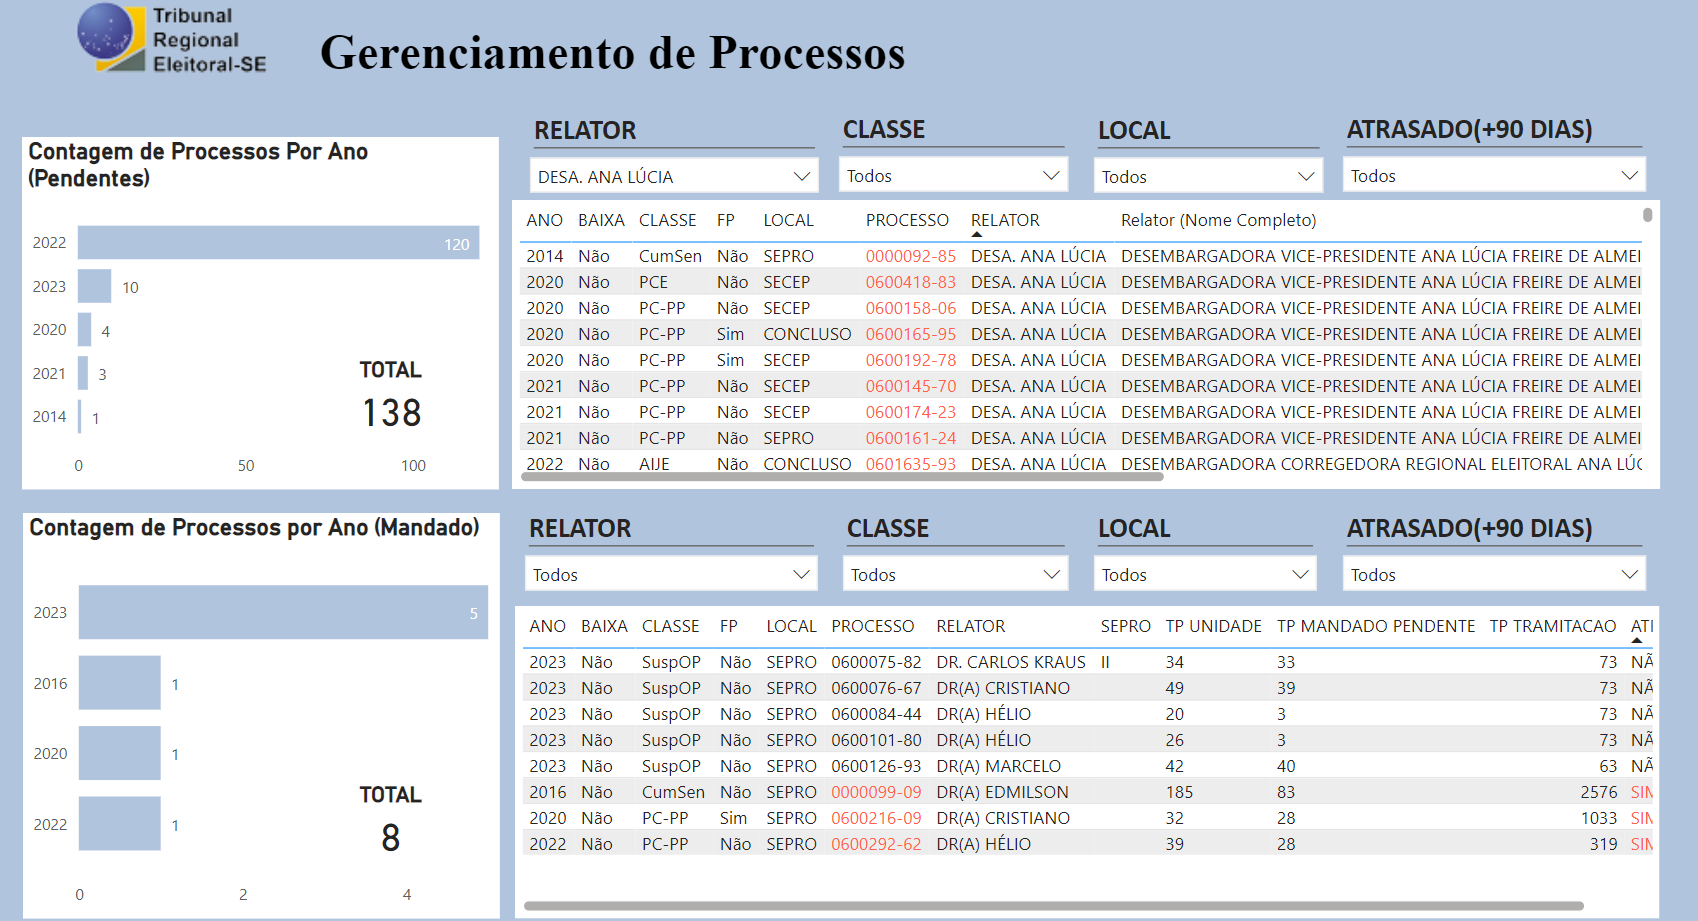 Tribunal
Regional
Eleitoral-SE
Gerenciamento de Processos
RELATOR CLASSE LOCAL ATRASADO(+90 DIAS)
DESA. ANA LÚCIA Todos Todos Todos
Contagem de Processos Por Ano
(Pendentes)
2022 120
2023 10
2020 4
2021 3
2014 1
TOTAL
138
0 50 100
ANO BAIXA CLASSE FP LOCAL PROCESSO RELATOR Relator (Nome Completo)
2014 Não CumSen Não SEPRO 0000092-85 DESA. ANA LÚCIA DESEMBARGADORA VICE-PRESIDENTE ANA LÚCIA FREIRE DE ALMEI
2020 Não PCE Não SECEP 0600418-83 DESA. ANA LÚCIA DESEMBARGADORA VICE-PRESIDENTE ANA LÚCIA FREIRE DE ALMEI
2020 Não PC-PP Não SECEP 0600158-06 DESA. ANA LÚCIA DESEMBARGADORA VICE-PRESIDENTE ANA LÚCIA FREIRE DE ALMEI
2020 Não PC-PP Sim CONCLUSO 0600165-95 DESA. ANA LÚCIA DESEMBARGADORA VICE-PRESIDENTE ANA LÚCIA FREIRE DE ALMEI
2020 Não PC-PP Sim SECEP 0600192-78 DESA. ANA LÚCIA DESEMBARGADORA VICE-PRESIDENTE ANA LÚCIA FREIRE DE ALMEI
2021 Não PC-PP Não SECEP 0600145-70 DESA. ANA LÚCIA DESEMBARGADORA VICE-PRESIDENTE ANA LÚCIA FREIRE DE ALMEI
2021 Não PC-PP Não SECEP 0600174-23 DESA. ANA LÚCIA DESEMBARGADORA VICE-PRESIDENTE ANA LÚCIA FREIRE DE ALMEI
2021 Não PC-PP Não SEPRO 0600161-24 DESA. ANA LÚCIA DESEMBARGADORA VICE-PRESIDENTE ANA LÚCIA FREIRE DE ALMEI
2022 Não AIJE Não CONCLUSO 0601635-93 DESA. ANA LÚCIA DESEMBARGADORA CORREGEDORA REGIONAL ELEITORAL ANA LÚC
Contagem de Processos por Ano (Mandado)
2023 5
2016 1
2020 1
2022 1
TOTAL
8
0 2 4
RELATOR CLASSE LOCAL ATRASADO(+90 DIAS)
Todos Todos Todos Todos
ANO BAIXA CLASSE FP LOCAL PROCESSO RELATOR SEPRO TP UNIDADE TP MANDADO PENDENTE TP TRAMITACAO ATI
2023 Não SuspOP Não SEPRO 0600075-82 DR. CARLOS KRAUS II 34 33 73 NÃ
2023 Não SuspOP Não SEPRO 0600076-67 DR(A) CRISTIANO 49 39 73 NÃ
2023 Não SuspOP Não SEPRO 0600084-44 DR(A) HÉLIO 20 3 73 NÃ
2023 Não SuspOP Não SEPRO 0600101-80 DR(A) HÉLIO 26 3 73 NÃ
2023 Não SuspOP Não SEPRO 0600126-93 DR(A) MARCELO 42 40 63 NÃ
2016 Não CumSen Não SEPRO 0000099-09 DR(A) EDMILSON 185 83 2576 SIM
2020 Não PC-PP Sim SEPRO 0600216-09 DR(A) CRISTIANO 32 28 1033 SIM
2022 Não PC-PP Não SEPRO 0600292-62 DR(A) HÉLIO 39 28 319 SIM